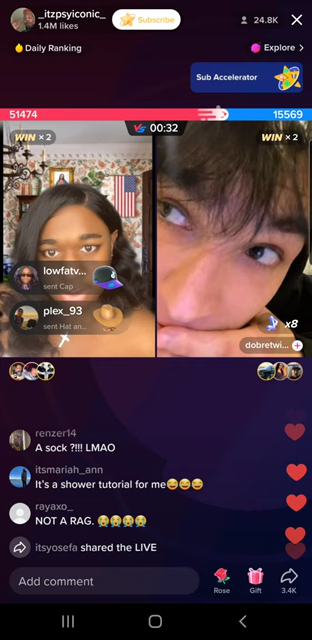 _itzpsyiconic_
1.4M likes
Subscribe
24.8K
Daily Ranking
Explore >
Sub Accelerator
51474
15569
WIN × 2
VS 00:32
WIN × 2
lowfatv...
sent Cap
plex_93
sent Hat an...
x8
dobretwi...
renzer14
A sock ?!!! LMAO
itsmariah_ann
It's a shower tutorial for me😂😂😂
rayaxo_
NOT A RAG. 😭😭😭😭
itsyosefa shared the LIVE
Add comment
Rose
Gift
3.4K